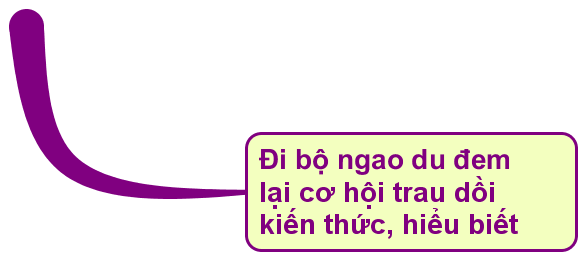 Đi bộ ngao du đem
lại cơ hội trau dồi
kiến thức, hiểu biết